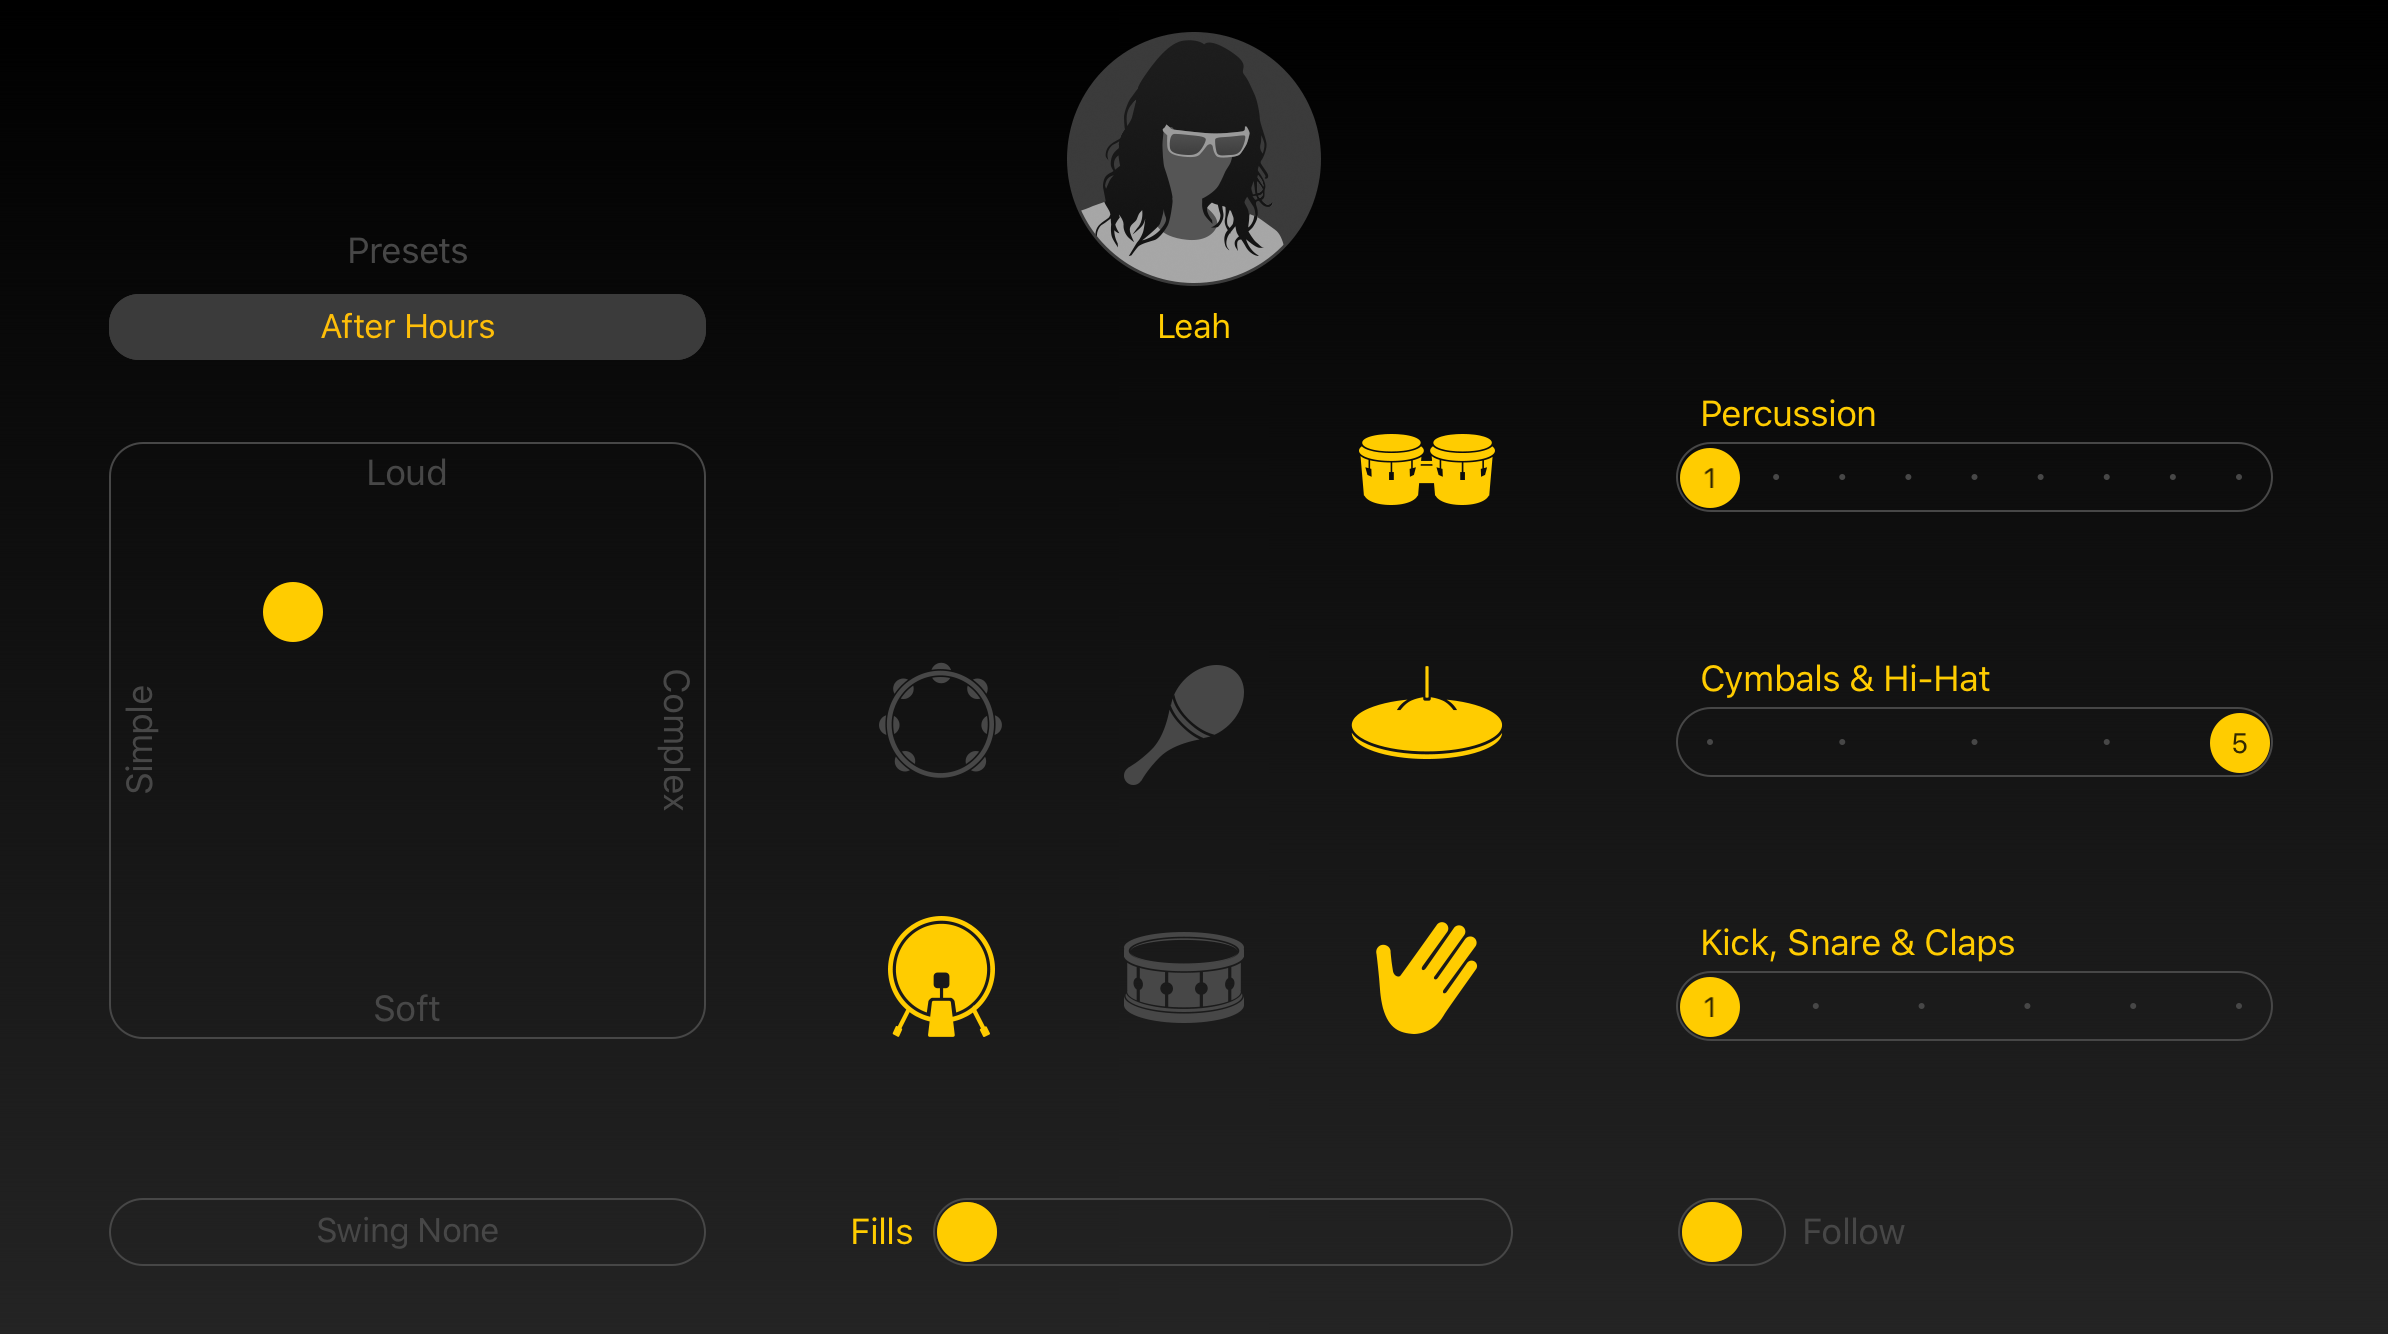 Presets
After Hours
Leah
Percussion
1
Loud
Simple
Complex
Soft
Cymbals & Hi-Hat
5
Kick, Snare & Claps
1
Swing None
Fills
Follow